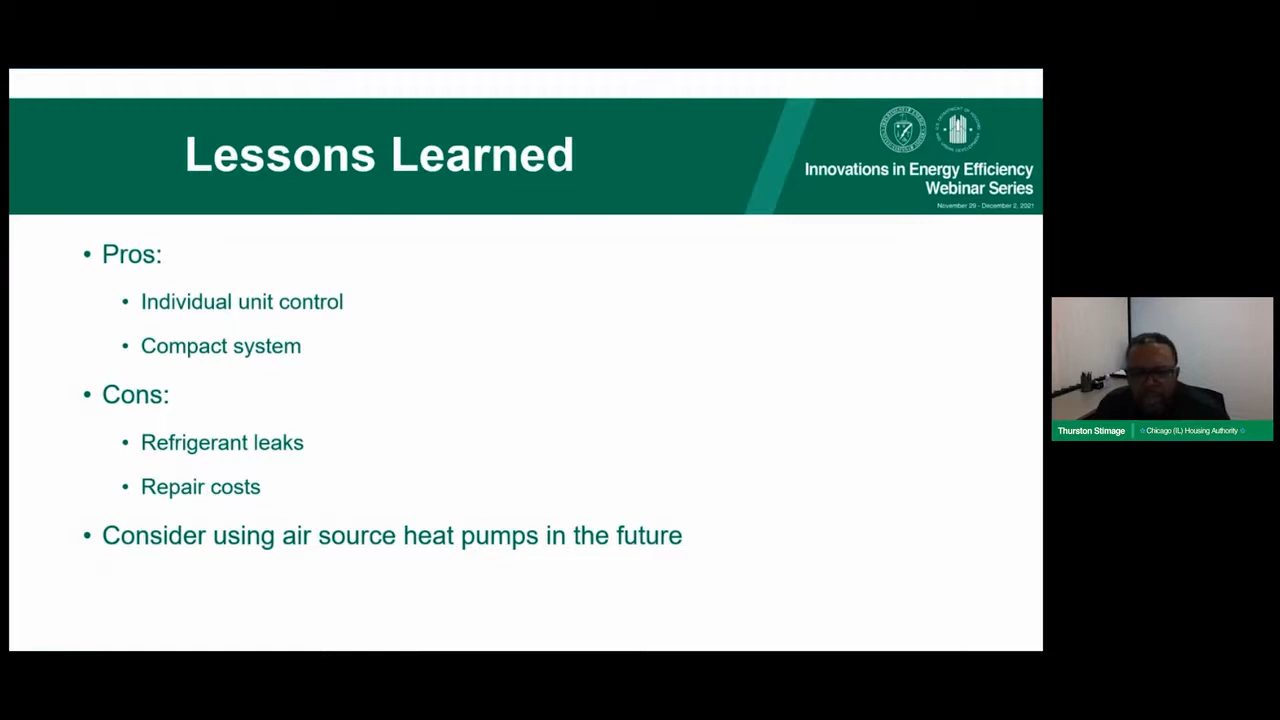 Lessons Learned
Innovations in Energy Efficiency
Webinar Series
November 29 - December 2, 2021
• Pros:
• Individual unit control
• Compact system
• Cons:
• Refrigerant leaks
• Repair costs
• Consider using air source heat pumps in the future
Thurston Stimage | ☆ Chicago (IL) Housing Authority ☆